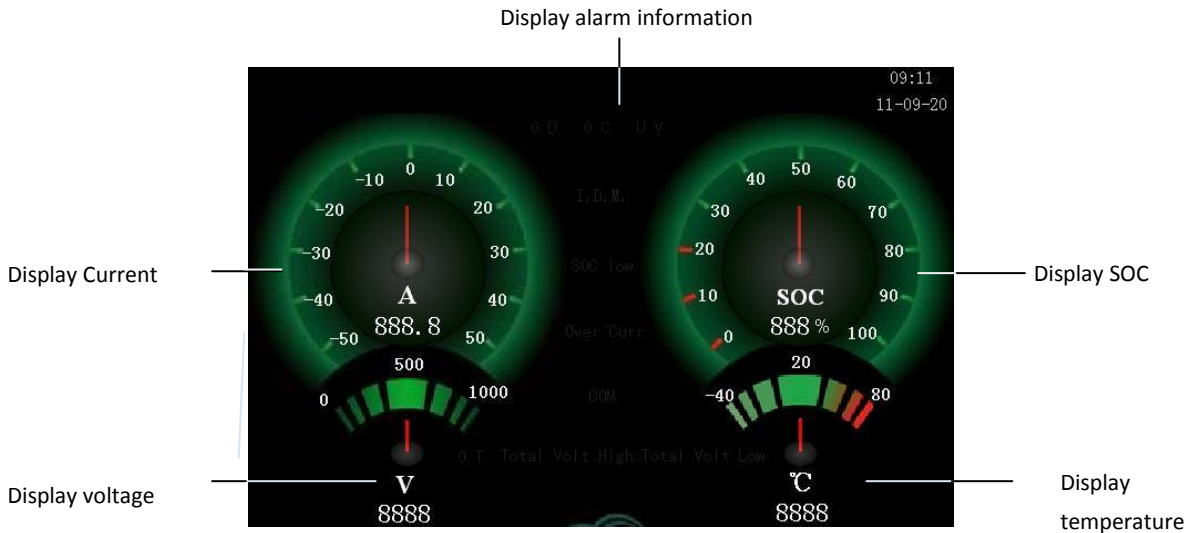 Display alarm information
09:11
11-09-20
O.D. O.C. U.V
I.D.M.
SOC low
Over Curr
COM
O.T. Total Volt High Total Volt Low
Display Current
-50
-40
-30
-20
-10
0
10
20
30
40
50
A
888.8
Display SOC
0
10
20
30
40
50
60
70
80
90
100
SOC
888%
Display voltage
0
500
1000
V
8888
Display
temperature
-40
20
80
℃
8888